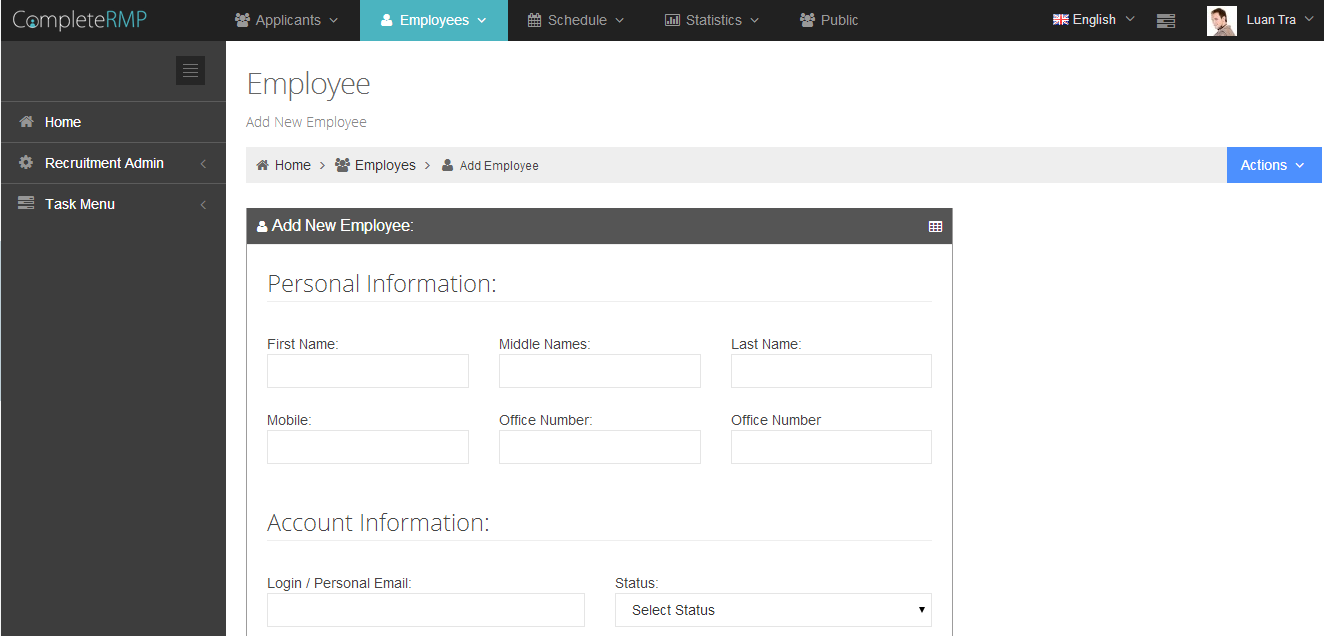 CompleteRMP Applicants Employees Schedule Statistics Public English Luan Tra
Employee
Add New Employee
Home
Recruitment Admin
Task Menu
Home > Employes > Add Employee Actions
Add New Employee:
Personal Information:
First Name: Middle Names: Last Name:
Mobile: Office Number: Office Number
Account Information:
Login / Personal Email: Status:
Select Status